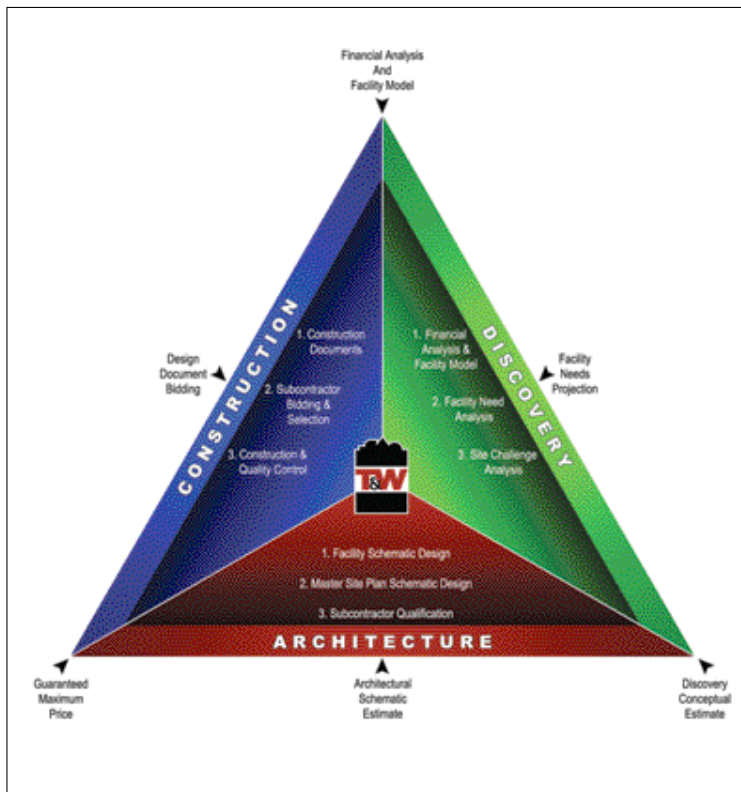 Financial Analysis
And
Facility Model
CONSTRUCTION
DISCOVERY
Design
Document
Bidding
Facility
Needs
Projection
1. Construction
Documents
2. Subcontractor
Bidding &
Selection
3. Construction &
Quality Control
1. Financial
Analysis &
Facility Model
2. Facility Need
Analysis
3. Site Challenge
Analysis
T&W
1. Facility Schematic Design
2. Master Site Plan Schematic Design
3. Subcontractor Qualification
ARCHITECTURE
Guaranteed
Maximum
Price
Architectural
Schematic
Estimate
Discovery
Conceptual
Estimate